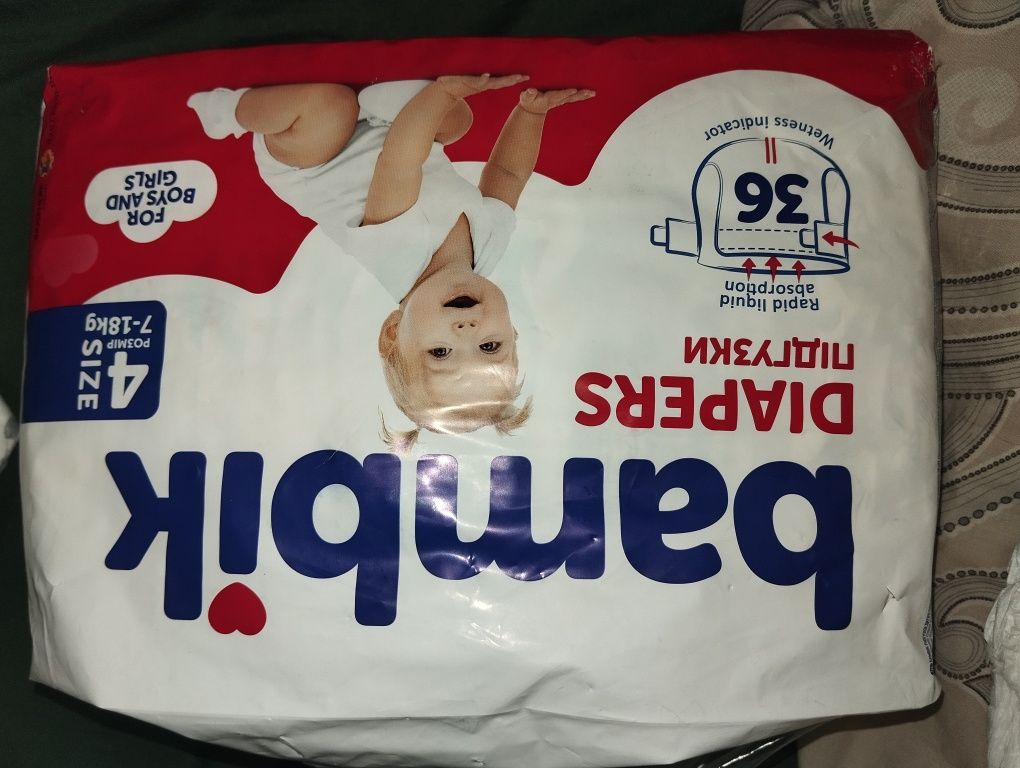 bambik
DIAPERS
ПІДГУЗКИ
4
SIZE
РОЗМІР
7-18kg
Rapid liquid
absorption
36
Wetness indicator
FOR
BOYS AND
GIRLS